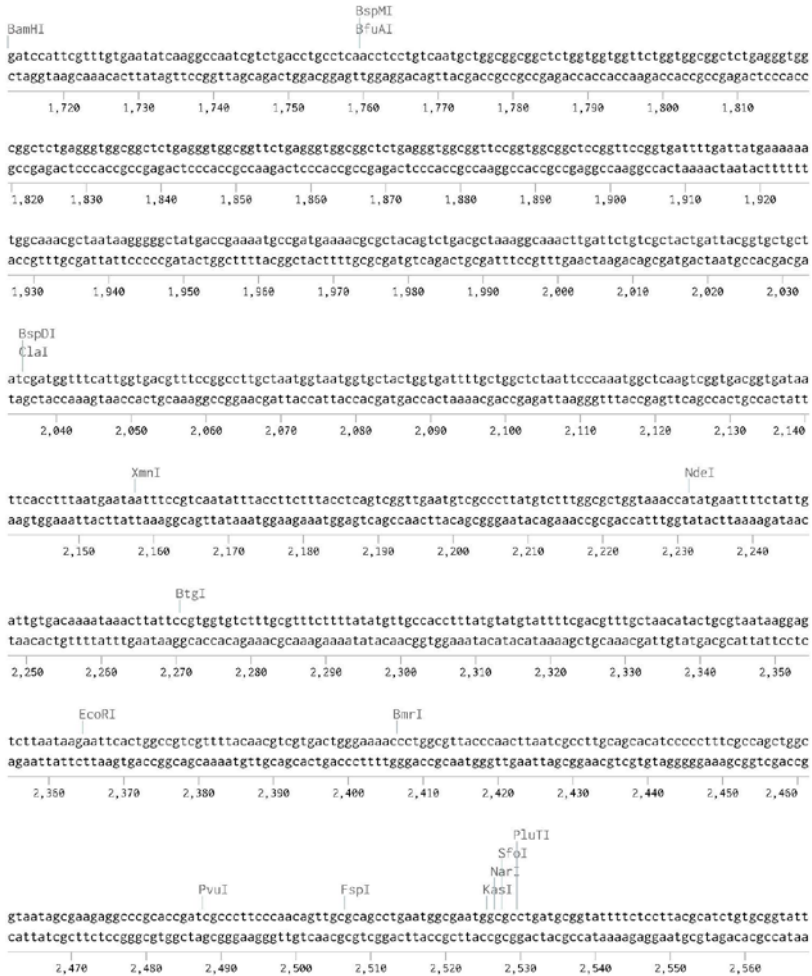 BspMI
BamHI BfuAI
gatccattcgtttgtgaatatcaaggccaatcgtctgacctgcctcaacctcctgtcaatgctggcggcggctctggtggtggttctggtggcggctctgagggtgg
ctaggtaagcaaacacttatagttccggttagcagactggacggagttggaggacagttacgaccgccgccgagaccaccaccaagaccaccgccgagactcccacc
1,720 1,730 1,740 1,750 1,760 1,770 1,780 1,790 1,800 1,810
cggctctgagggtggcggctctgagggtggcggttctgagggtggcggctctgagggtggcggttccggtggcggctccggttccggtgattttgattatgaaaaaa
gccgagactcccaccgccgagactcccaccgccaagactcccaccgccgagactcccaccgccaaggccaccgccgaggccaaggccactaaaactaatactttttt
1,820 1,830 1,840 1,850 1,860 1,870 1,880 1,890 1,900 1,910 1,920
tggcaaacgctaataagggggctatgaccgaaaatgccgatgaaaacgcgctacagtctgacgctaaaggcaaacttgattctgtcgctactgattacggtgctgct
accgtttgcgattattcccccgatactggcttttacggctacttttgcgcgatgtcagactgcgatttccgtttgaactaagacagcgatgactaatgccacgacga
1,930 1,940 1,950 1,960 1,970 1,980 1,990 2,000 2,010 2,020 2,030
BspDI
ClaI
atcgatggtttcattggtgacgtttccggccttgctaatggtaatggtgctactggtgattttgctggctctaattcccaaatggctcaagtcggtgacggtgataa
tagctaccaaagtaaccactgcaaaggccggaacgattaccattaccacgatgaccactaaaacgaccgagattaagggtttaccgagttcagccactgccactatt
2,040 2,050 2,060 2,070 2,080 2,090 2,100 2,110 2,120 2,130 2,140
XmnI NdeI
ttcacctttaatgaataatttccgtcaatatttaccttctttacctcagtcggttgaatgtcgcccttatgtctttggcgctggtaaaccatatgaattttctattg
aagtggaaattacttattaaaggcagttataaatggaagaaatggagtcagccaacttacagcgggaatacagaaaccgcgaccatttggtatacttaaaagataac
2,150 2,160 2,170 2,180 2,190 2,200 2,210 2,220 2,230 2,240
BtgI
attgtgacaaaataaacttattccgtggtgtctttgcgtttcttttatatgttgccacctttatgtatgtattttcgacgtttgctaacatactgcgtaataaggag
taacactgttttatttgaataaggcaccacagaaacgcaaagaaaatatacaacggtggaaatacatacataaaagctgcaaacgattgtatgacgcattattcctc
2,250 2,260 2,270 2,280 2,290 2,300 2,310 2,320 2,330 2,340 2,350
EcoRI BmrI
tcttaataagaattcactggccgtcgttttacaacgtcgtgactgggaaaaccctggcgttacccaacttaatcgccttgcagcacatccccctttcgccagctggc
agaattattcttaagtgaccggcagcaaaatgttgcagcactgacccttttgggaccgcaatgggttgaattagcggaacgtcgtgtagggggaaagcggtcgaccg
2,360 2,370 2,380 2,390 2,400 2,410 2,420 2,430 2,440 2,450 2,460
PluTI
SfoI
NarI
PvuI FspI KasI
gtaatagcgaagaggcccgcaccgatcgcccttcccaacagttgcgcagcctgaatggcgaatggcgcctgatgcggtattttctccttacgcatctgtgcggtatt
cattatcgcttctccgggcgtggctagcgggaagggttgtcaacgcgtcggacttaccgcttaccgcggactacgccataaaagaggaatgcgtagacacgccataa
2,470 2,480 2,490 2,500 2,510 2,520 2,530 2,540 2,550 2,560